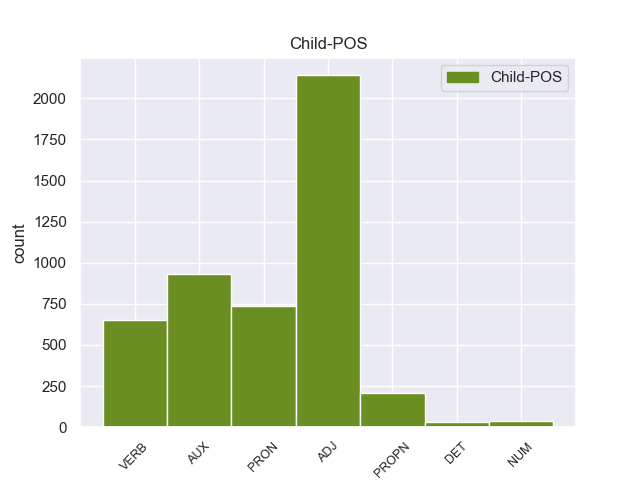 Child-POS
Child-POS
count
2000
1750
1500
1250
1000
750
500
250
0
VERB
AUX
PRON
ADJ
PROPN
DET
NUM